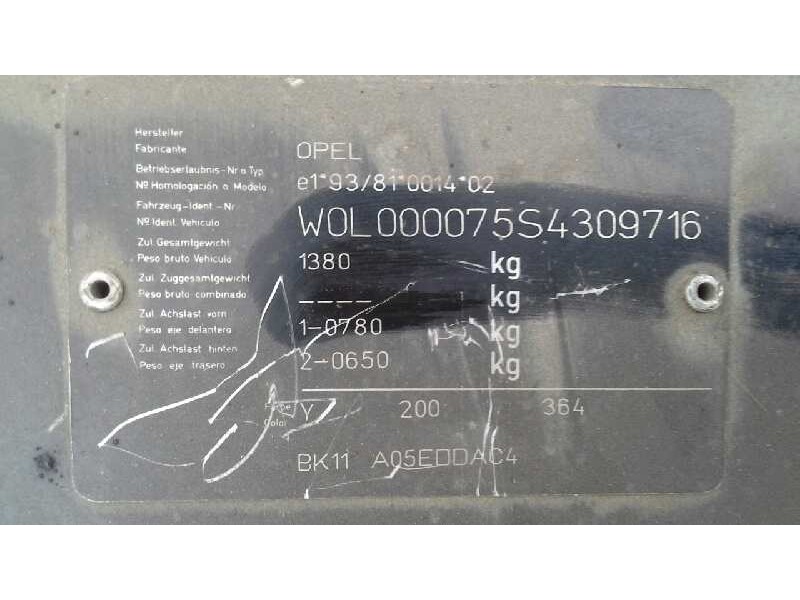 Hersteller
Fabricante
OPEL
Betriebserlaubnis-Nr o Typ
Nº Homologación o Modelo
e1*93/81*0014*02
Fahrzeug-Ident.-Nr
Nº Ident. Vehiculo
W0L000075S4309716
Zul. Gesamtgewicht
Peso bruto Vehiculo
1380 kg
Zul. Zuggesamtgewicht
Peso bruto combinado
---- kg
Zul. Achslast vorn
Peso eje delantero
1-0780 kg
Zul. Achslast hinten
Peso eje trasero
2-0650 kg
Color
Y 200 364
BK11 A05EDDAC4